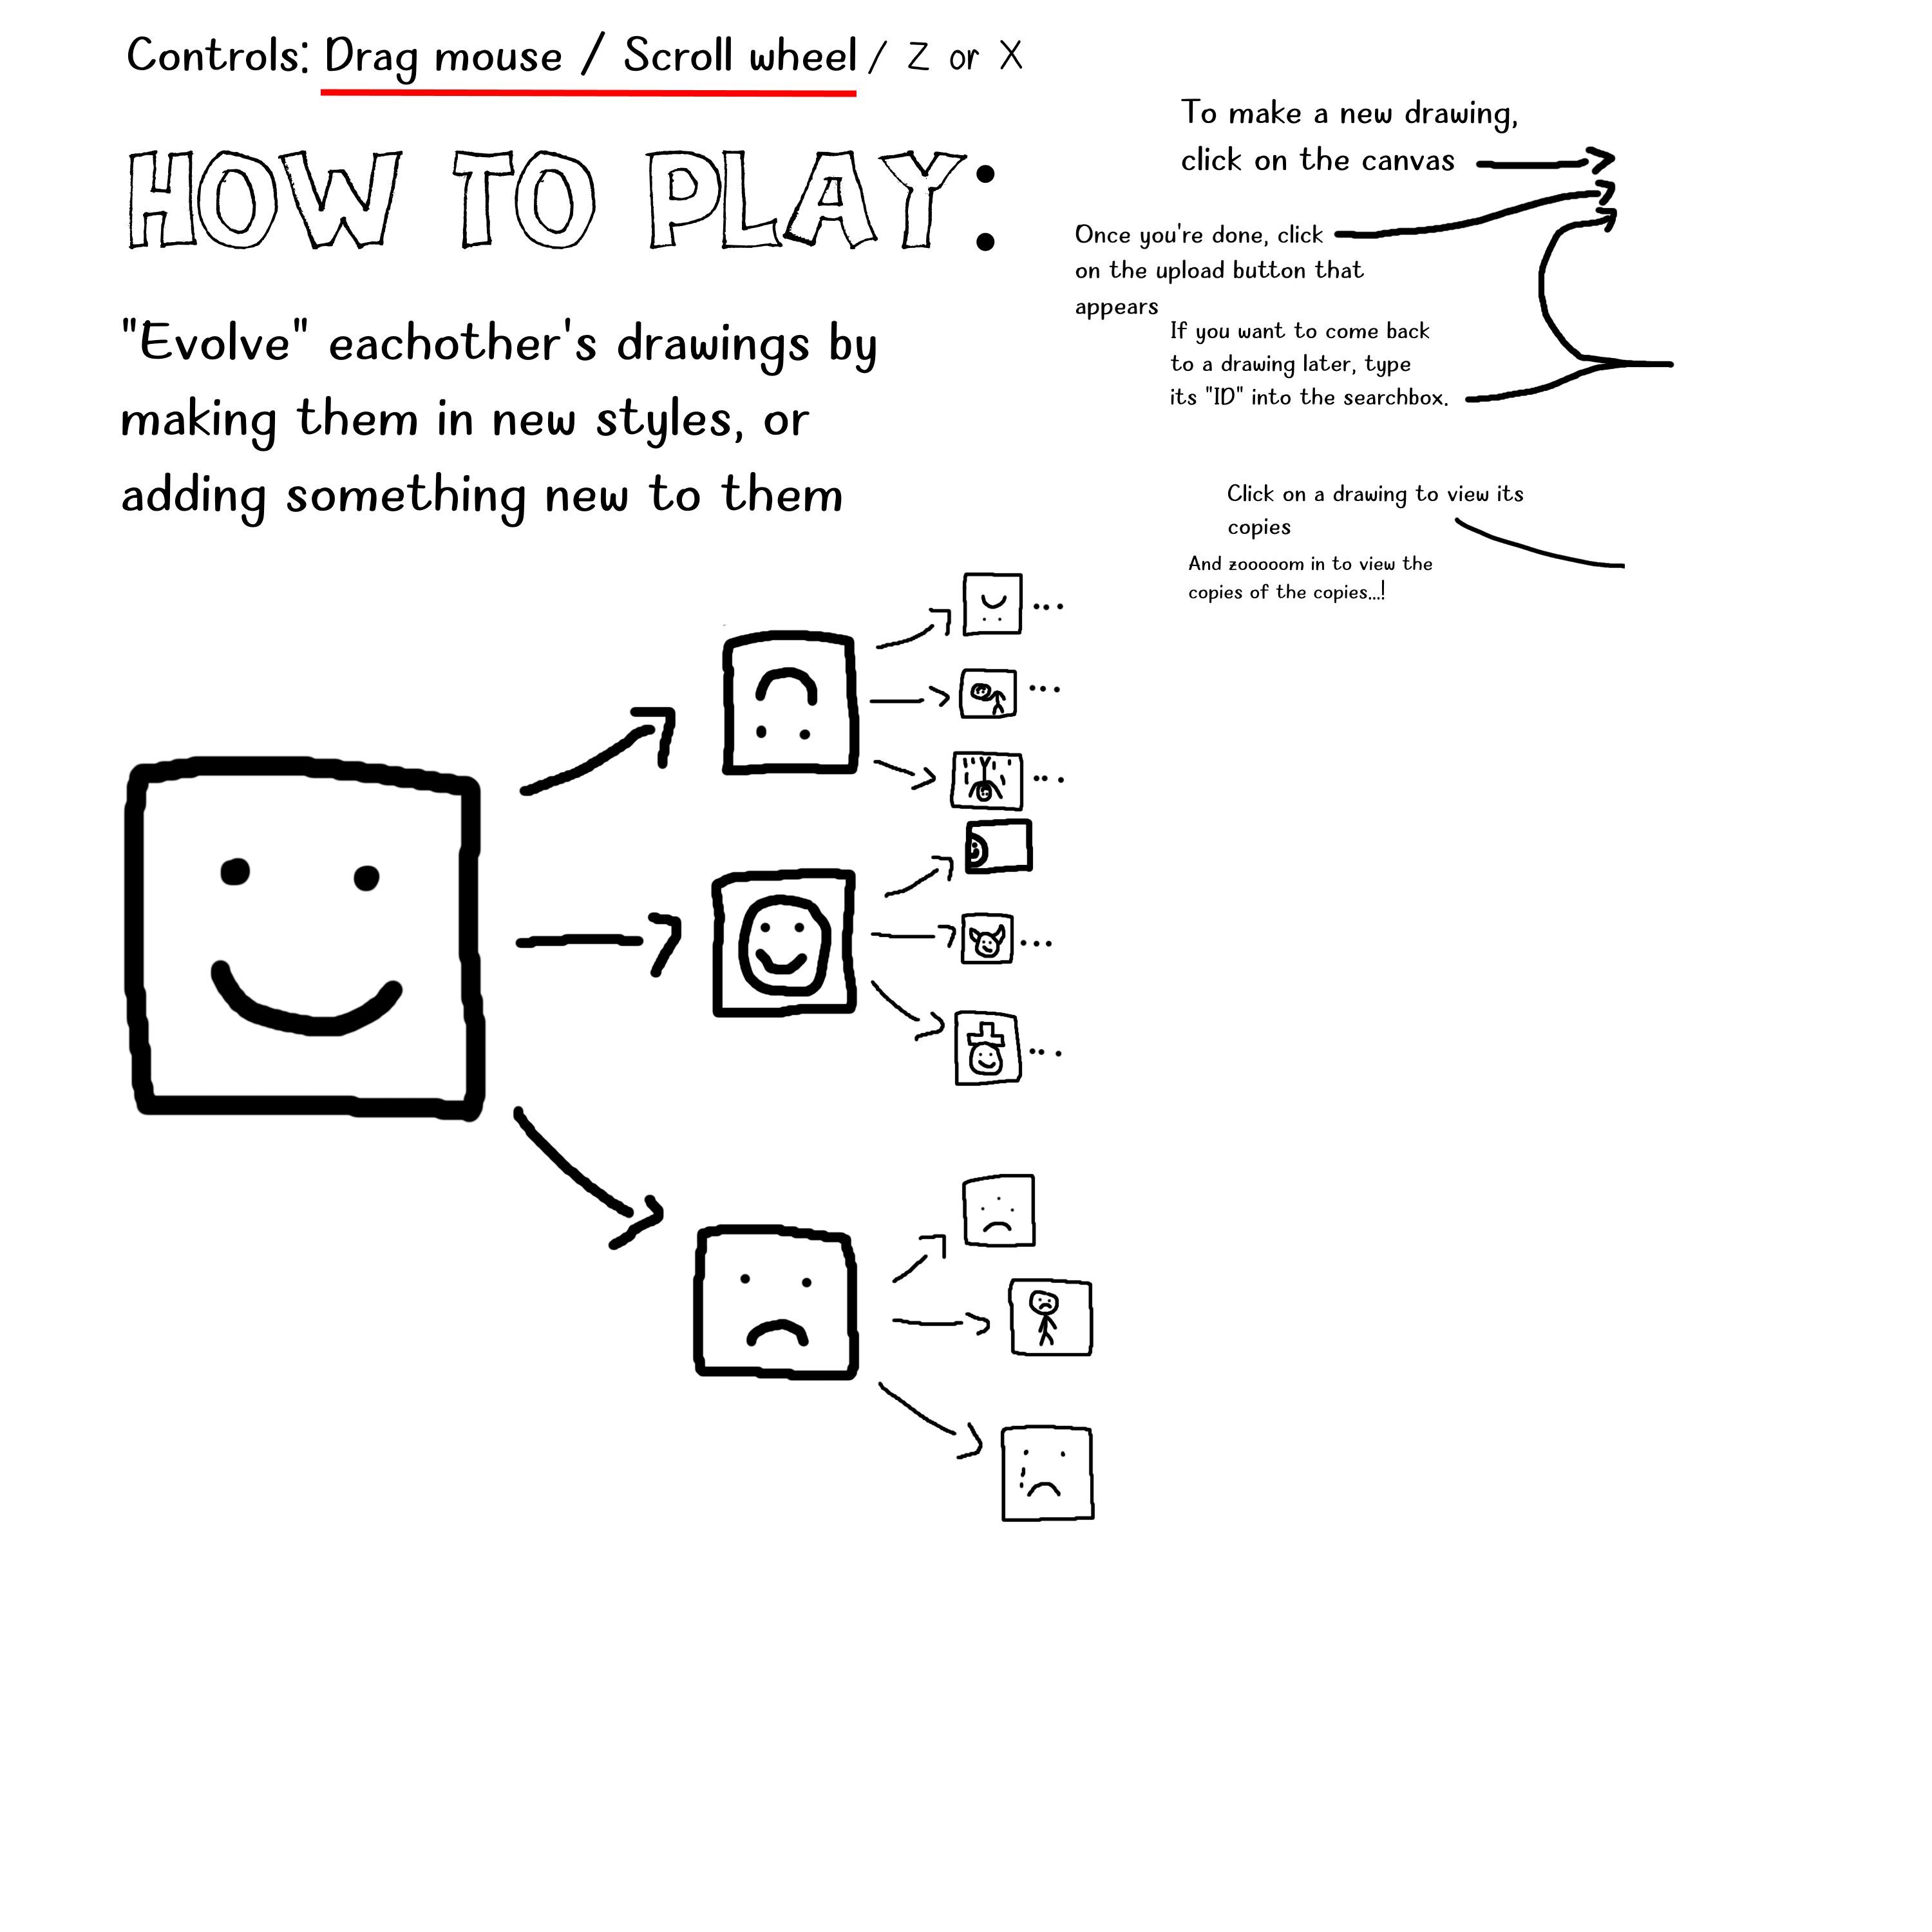 Controls: Drag mouse / Scroll wheel / Z or X
HOW TO PLAY:
"Evolve" eachother's drawings by
making them in new styles, or
adding something new to them
To make a new drawing,
click on the canvas
Once you're done, click
on the upload button that
appears
If you want to come back
to a drawing later, type
its "ID" into the searchbox.
Click on a drawing to view its
copies
And zooooom in to view the
copies of the copies...!